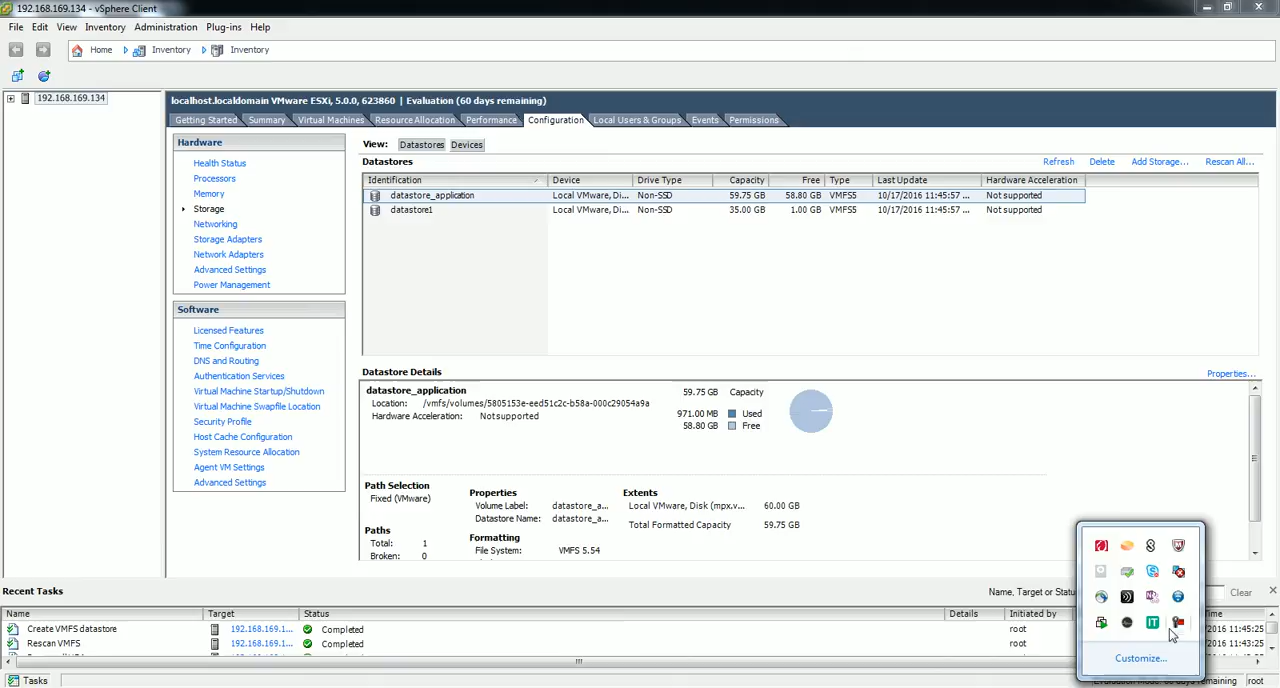 192.168.169.134 - vSphere Client
File Edit View Inventory Administration Plug-ins Help
Home Inventory Inventory
192.168.169.134
localhost.localdomain VMware ESXi, 5.0.0, 623860 | Evaluation (60 days remaining)
Getting Started Summary Virtual Machines Resource Allocation Performance Configuration Local Users & Groups Events Permissions
Hardware
Health Status
Processors
Memory
Storage
Networking
Storage Adapters
Network Adapters
Advanced Settings
Power Management
Software
Licensed Features
Time Configuration
DNS and Routing
Authentication Services
Virtual Machine Startup/Shutdown
Virtual Machine Swapfile Location
Security Profile
Host Cache Configuration
System Resource Allocation
Agent VM Settings
Advanced Settings
View: Datastores Devices
Datastores
Refresh Delete Add Storage... Rescan All...
Identification Device Drive Type Capacity Free Type Last Update Hardware Acceleration
datastore_application Local VMware, Di... Non-SSD 59.75 GB 58.80 GB VMFS5 10/17/2016 11:45:57 ... Not supported
datastore1 Local VMware, Di... Non-SSD 35.00 GB 1.00 GB VMFS5 10/17/2016 11:45:57 ... Not supported
Datastore Details
Properties...
datastore_application 59.75 GB Capacity
Location: /vmfs/volumes/5805153e-eed51c2c-b58a-000c29054a9a
Hardware Acceleration: Not supported
971.00 MB Used
58.80 GB Free
Path Selection
Fixed (VMware)
Paths
Total: 1
Broken: 0
Properties
Volume Label: datastore_a...
Datastore Name: datastore_a...
Formatting
File System: VMFS 5.54
Extents
Local VMware, Disk (mpx.v... 60.00 GB
Total Formatted Capacity 59.75 GB
Recent Tasks
Name, Target or Statu
Clear
Name Target Status Details Initiated by Time
Create VMFS datastore 192.168.169.1... Completed root 2016 11:45:25
Rescan VMFS 192.168.169.1... Completed root 2016 11:43:25
Customize...
Tasks
remaining) root